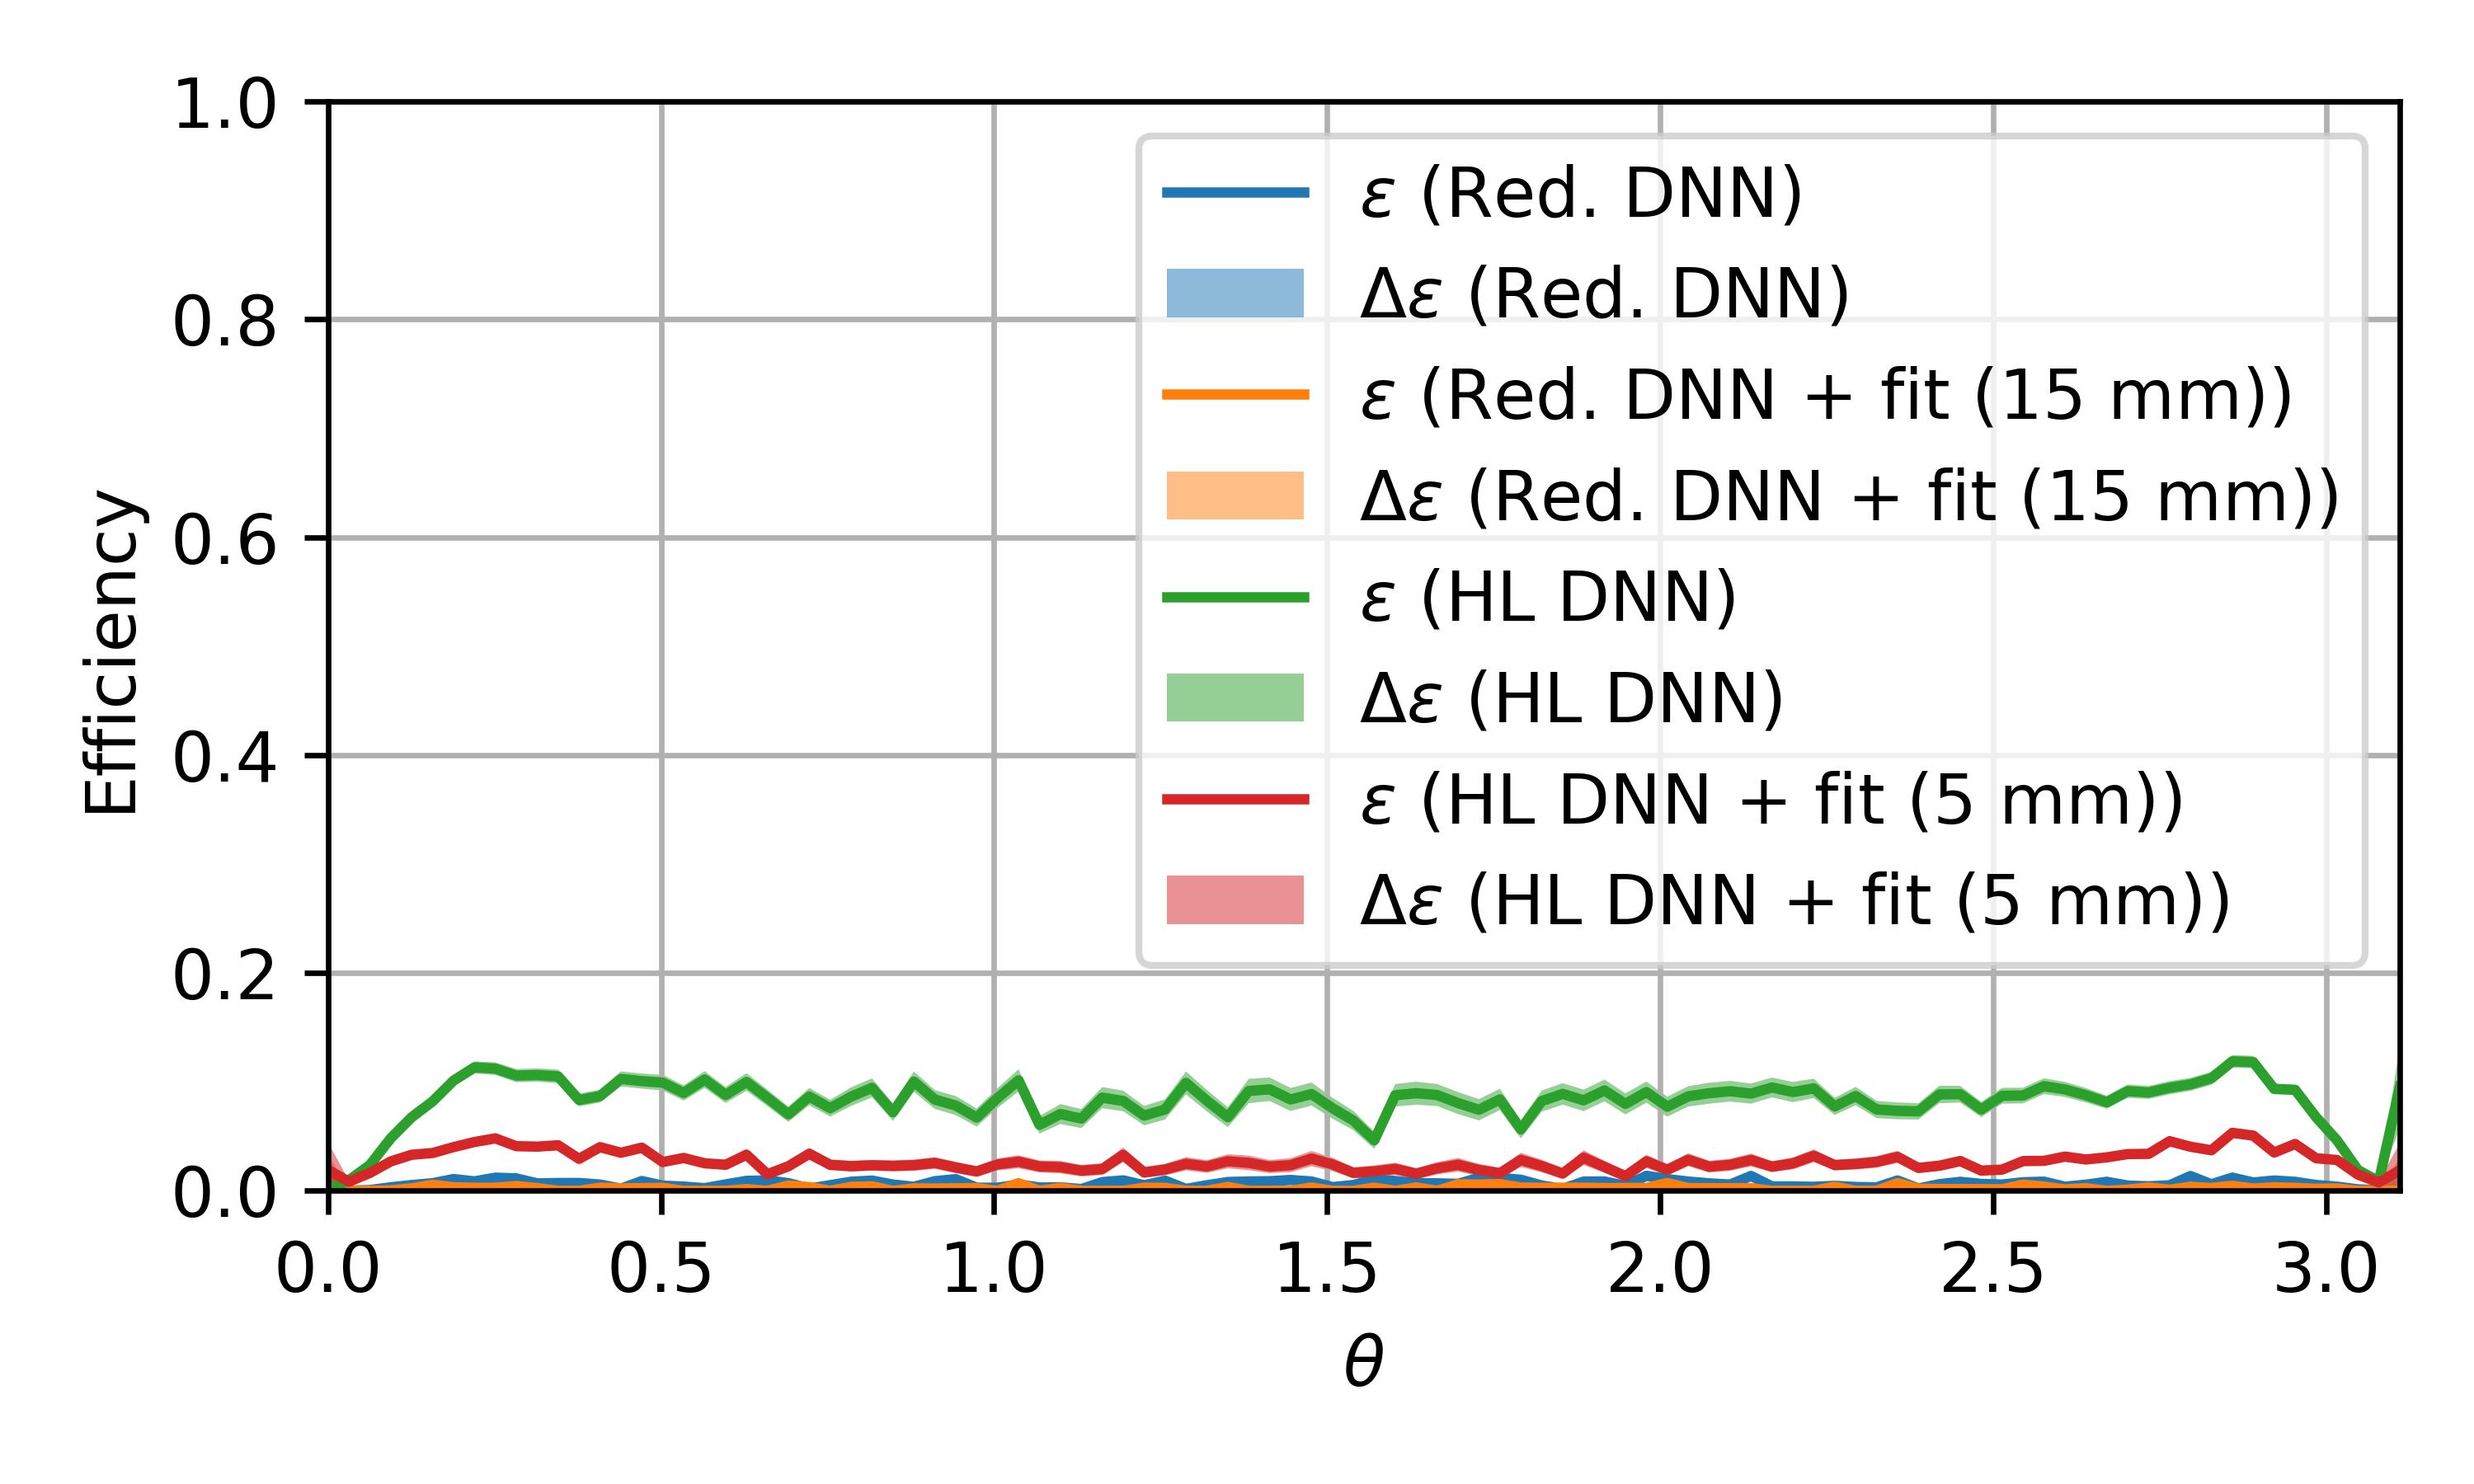 1.0
0.8
0.6
0.4
0.2
0.0
Efficiency
ε (Red. DNN)
Δε (Red. DNN)
ε (Red. DNN + fit (15 mm))
Δε (Red. DNN + fit (15 mm))
ε (HL DNN)
Δε (HL DNN)
ε (HL DNN + fit (5 mm))
Δε (HL DNN + fit (5 mm))
0.0 0.5 1.0 1.5 2.0 2.5 3.0
θ